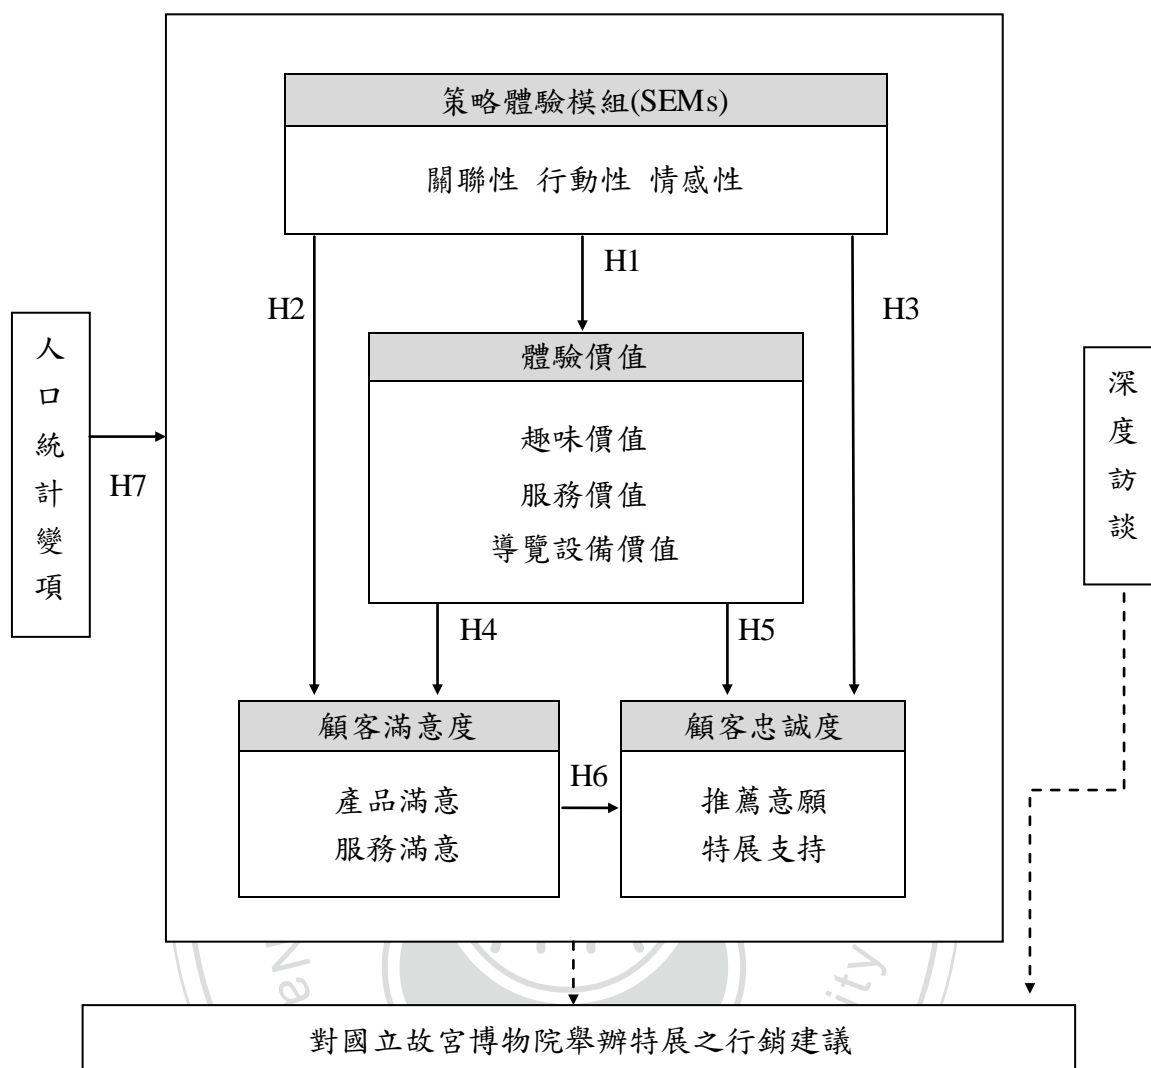 策略體驗模組(SEMs)
關聯性 行動性 情感性
H1
H2
H3
人
口
統
計
變
項
H7
體驗價值
趣味價值
服務價值
導覽設備價值
深
度
訪
談
H4
H5
顧客滿意度
產品滿意
服務滿意
H6
顧客忠誠度
推薦意願
特展支持
Na
ity
對國立故宮博物院舉辦特展之行銷建議